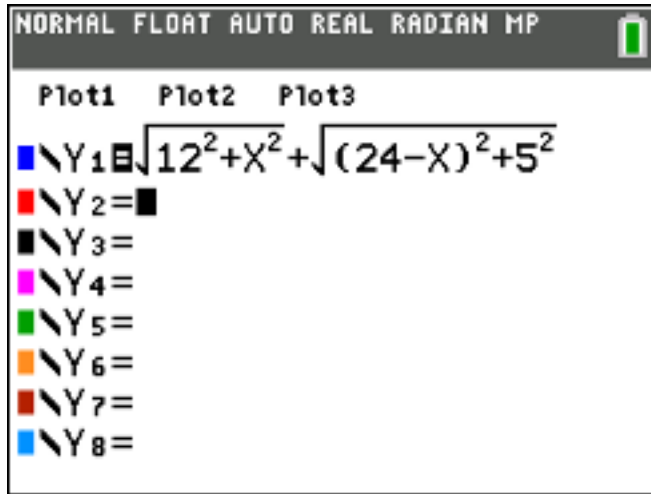 NORMAL FLOAT AUTO REAL RADIAN MP
Plot1 Plot2 Plot3
\Y₁=√(12²+X²)+√((24−X)²+5²)
\Y₂=
\Y₃=
\Y₄=
\Y₅=
\Y₆=
\Y₇=
\Y₈=